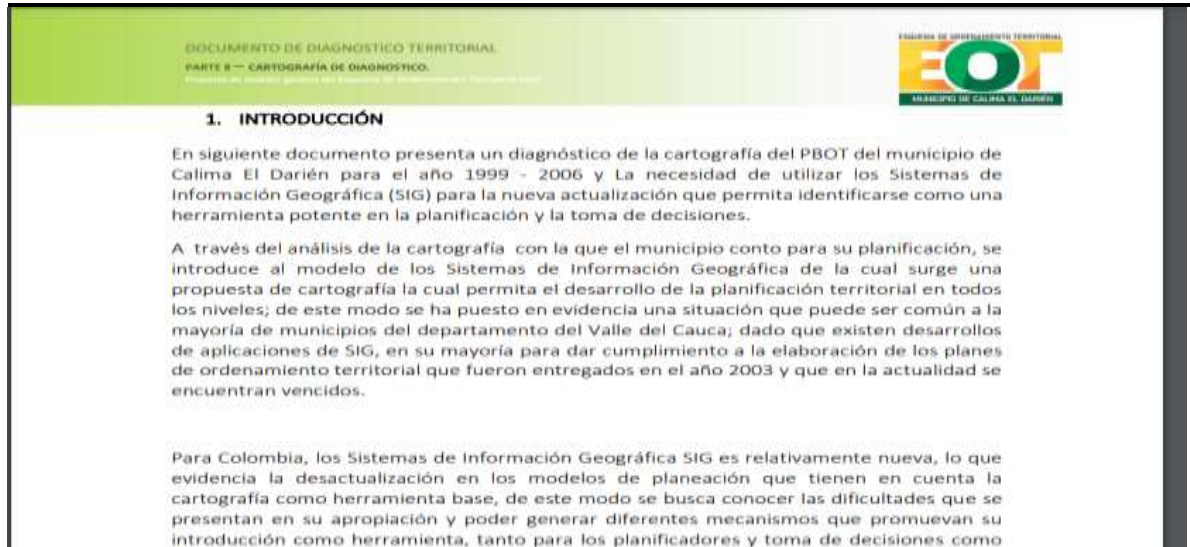 DOCUMENTO DE DIAGNOSTICO TERRITORIAL
PARTE B — CARTOGRAFÍA DE DIAGNOSTICO.
ESQUEMA DE ORDENAMIENTO TERRITORIAL
EOT
MUNICIPIO DE CALIMA EL DARIÉN
1. INTRODUCCIÓN
En siguiente documento presenta un diagnóstico de la cartografía del PBOT del municipio de
Calima El Darién para el año 1999 - 2006 y La necesidad de utilizar los Sistemas de
Información Geográfica (SIG) para la nueva actualización que permita identificarse como una
herramienta potente en la planificación y la toma de decisiones.
A través del análisis de la cartografía con la que el municipio conto para su planificación, se
introduce al modelo de los Sistemas de Información Geográfica de la cual surge una
propuesta de cartografía la cual permita el desarrollo de la planificación territorial en todos
los niveles; de este modo se ha puesto en evidencia una situación que puede ser común a la
mayoría de municipios del departamento del Valle del Cauca; dado que existen desarrollos
de aplicaciones de SIG, en su mayoría para dar cumplimiento a la elaboración de los planes
de ordenamiento territorial que fueron entregados en el año 2003 y que en la actualidad se
encuentran vencidos.
Para Colombia, los Sistemas de Información Geográfica SIG es relativamente nueva, lo que
evidencia la desactualización en los modelos de planeación que tienen en cuenta la
cartografía como herramienta base, de este modo se busca conocer las dificultades que se
presentan en su apropiación y poder generar diferentes mecanismos que promuevan su
introducción como herramienta, tanto para los planificadores y toma de decisiones como